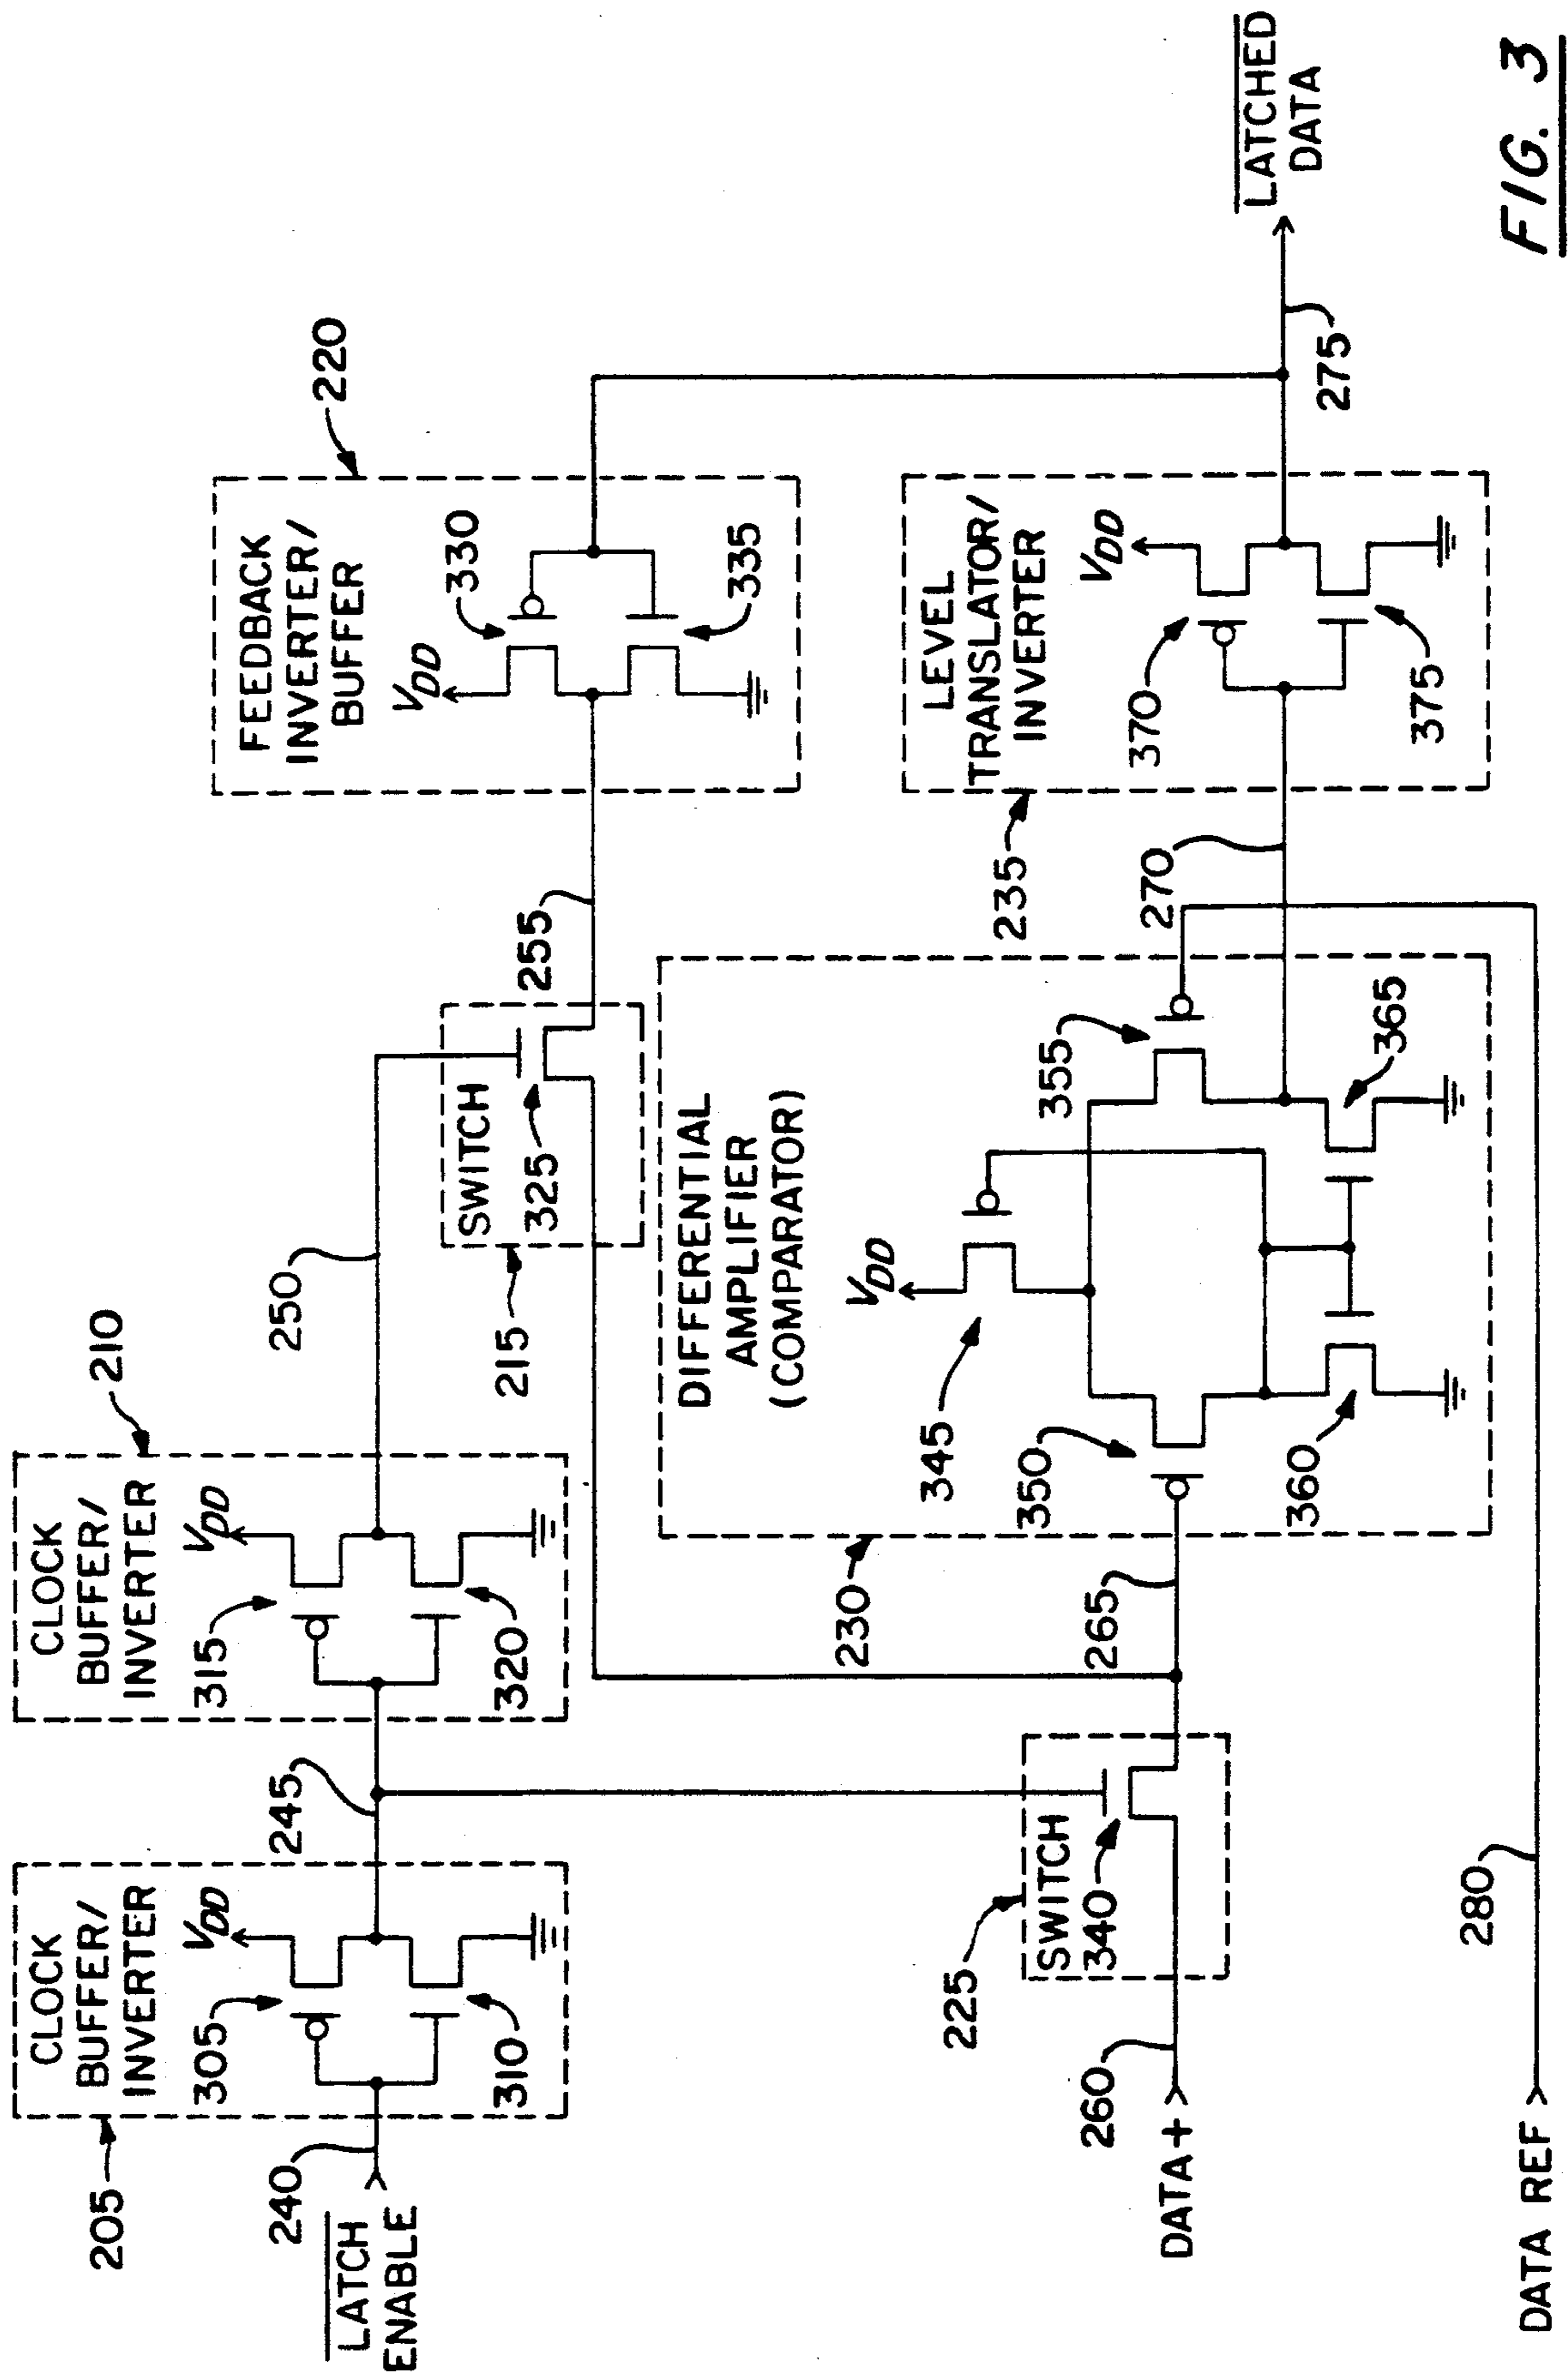 CLOCK
BUFFER/
INVERTER
205
VDD
305
310
240
LATCH
ENABLE
245
CLOCK
BUFFER/
INVERTER
210
VDD
315
320
250
SWITCH
325
215
255
FEEDBACK
INVERTER/
BUFFER
220
VDD
330
335
DATA+
260
SWITCH
340
225
265
DIFFERENTIAL
AMPLIFIER
(COMPARATOR)
230
VDD
345
350
355
360
365
270
LEVEL
TRANSLATOR/
INVERTER
235
VDD
370
375
275
LATCHED
DATA
DATA REF
280
FIG. 3